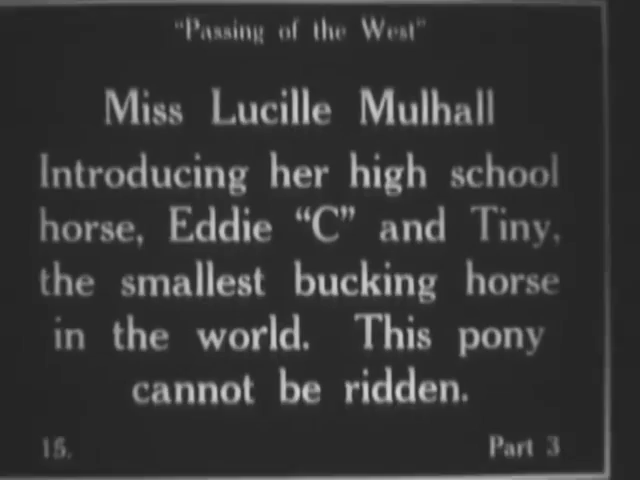 "Passing of the West"
Miss Lucille Mulhall
Introducing her high school
horse, Eddie "C" and Tiny,
the smallest bucking horse
in the world. This pony
cannot be ridden.
15. Part 3